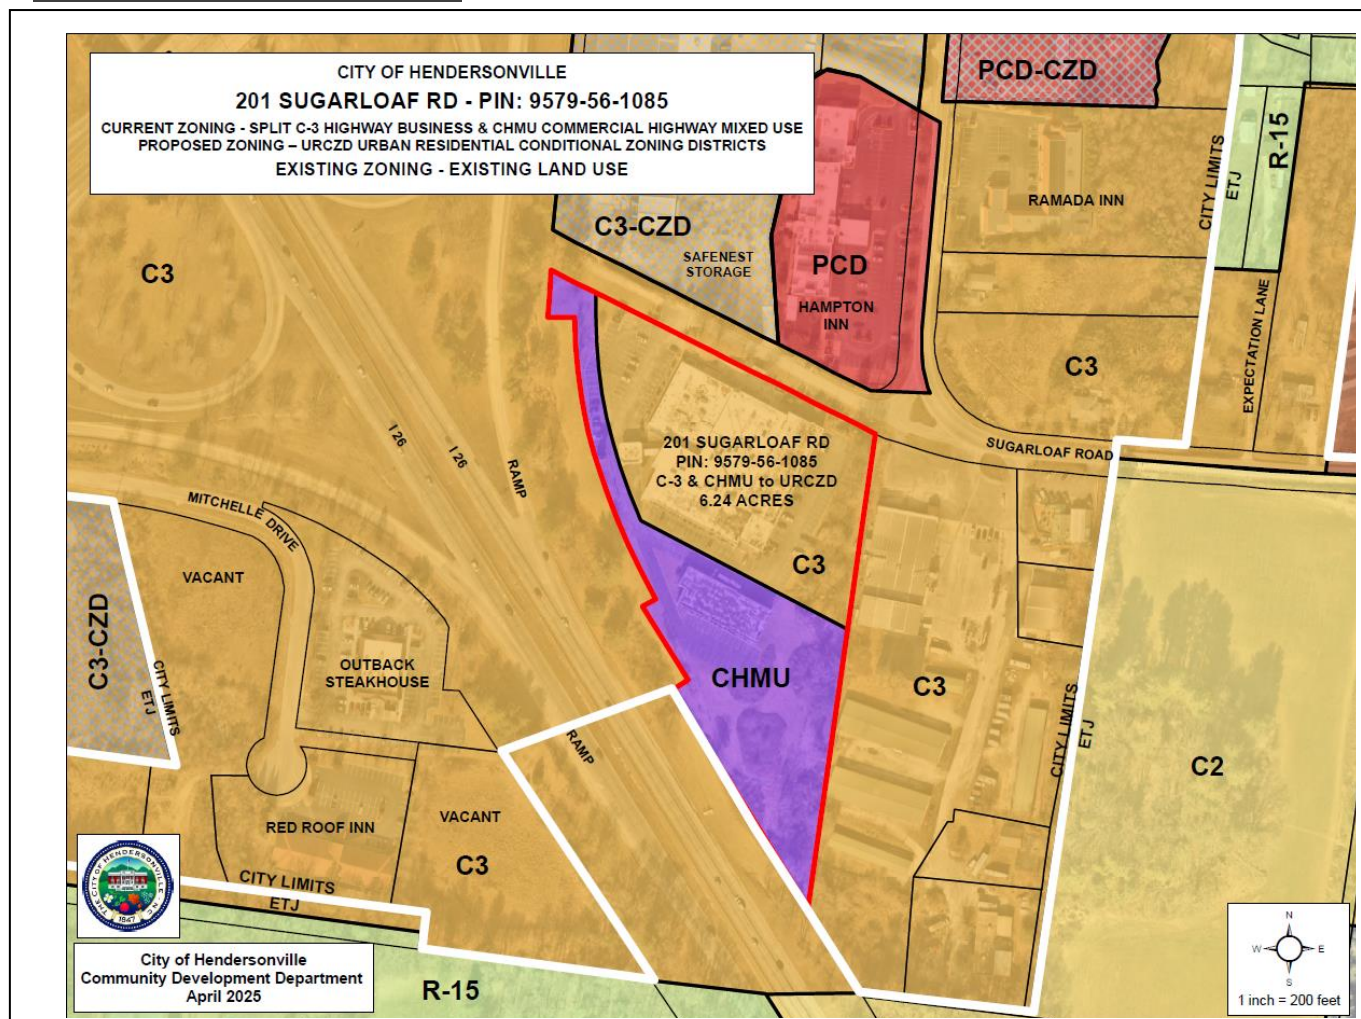 CITY OF HENDERSONVILLE
201 SUGARLOAF RD - PIN: 9579-56-1085
CURRENT ZONING - SPLIT C-3 HIGHWAY BUSINESS & CHMU COMMERCIAL HIGHWAY MIXED USE
PROPOSED ZONING – URCZD URBAN RESIDENTIAL CONDITIONAL ZONING DISTRICTS
EXISTING ZONING - EXISTING LAND USE
PCD-CZD
R-15
CITY LIMITS
ETJ
RAMADA INN
C3-CZD
SAFENEST
STORAGE
PCD
HAMPTON
INN
C3
C3
EXPECTATION LANE
I 26
I 26
RAMP
201 SUGARLOAF RD
PIN: 9579-56-1085
C-3 & CHMU to URCZD
6.24 ACRES
SUGARLOAF ROAD
MITCHELLE DRIVE
VACANT
C3
C3-CZD
CITY LIMITS
ETJ
OUTBACK
STEAKHOUSE
CHMU
C3
CITY LIMITS
ETJ
C2
RAMP
RED ROOF INN
VACANT
C3
CITY LIMITS
ETJ
THE CITY OF HENDERSONVILLE N.C.
1847
City of Hendersonville
Community Development Department
April 2025
R-15
N
W E
S
1 inch = 200 feet